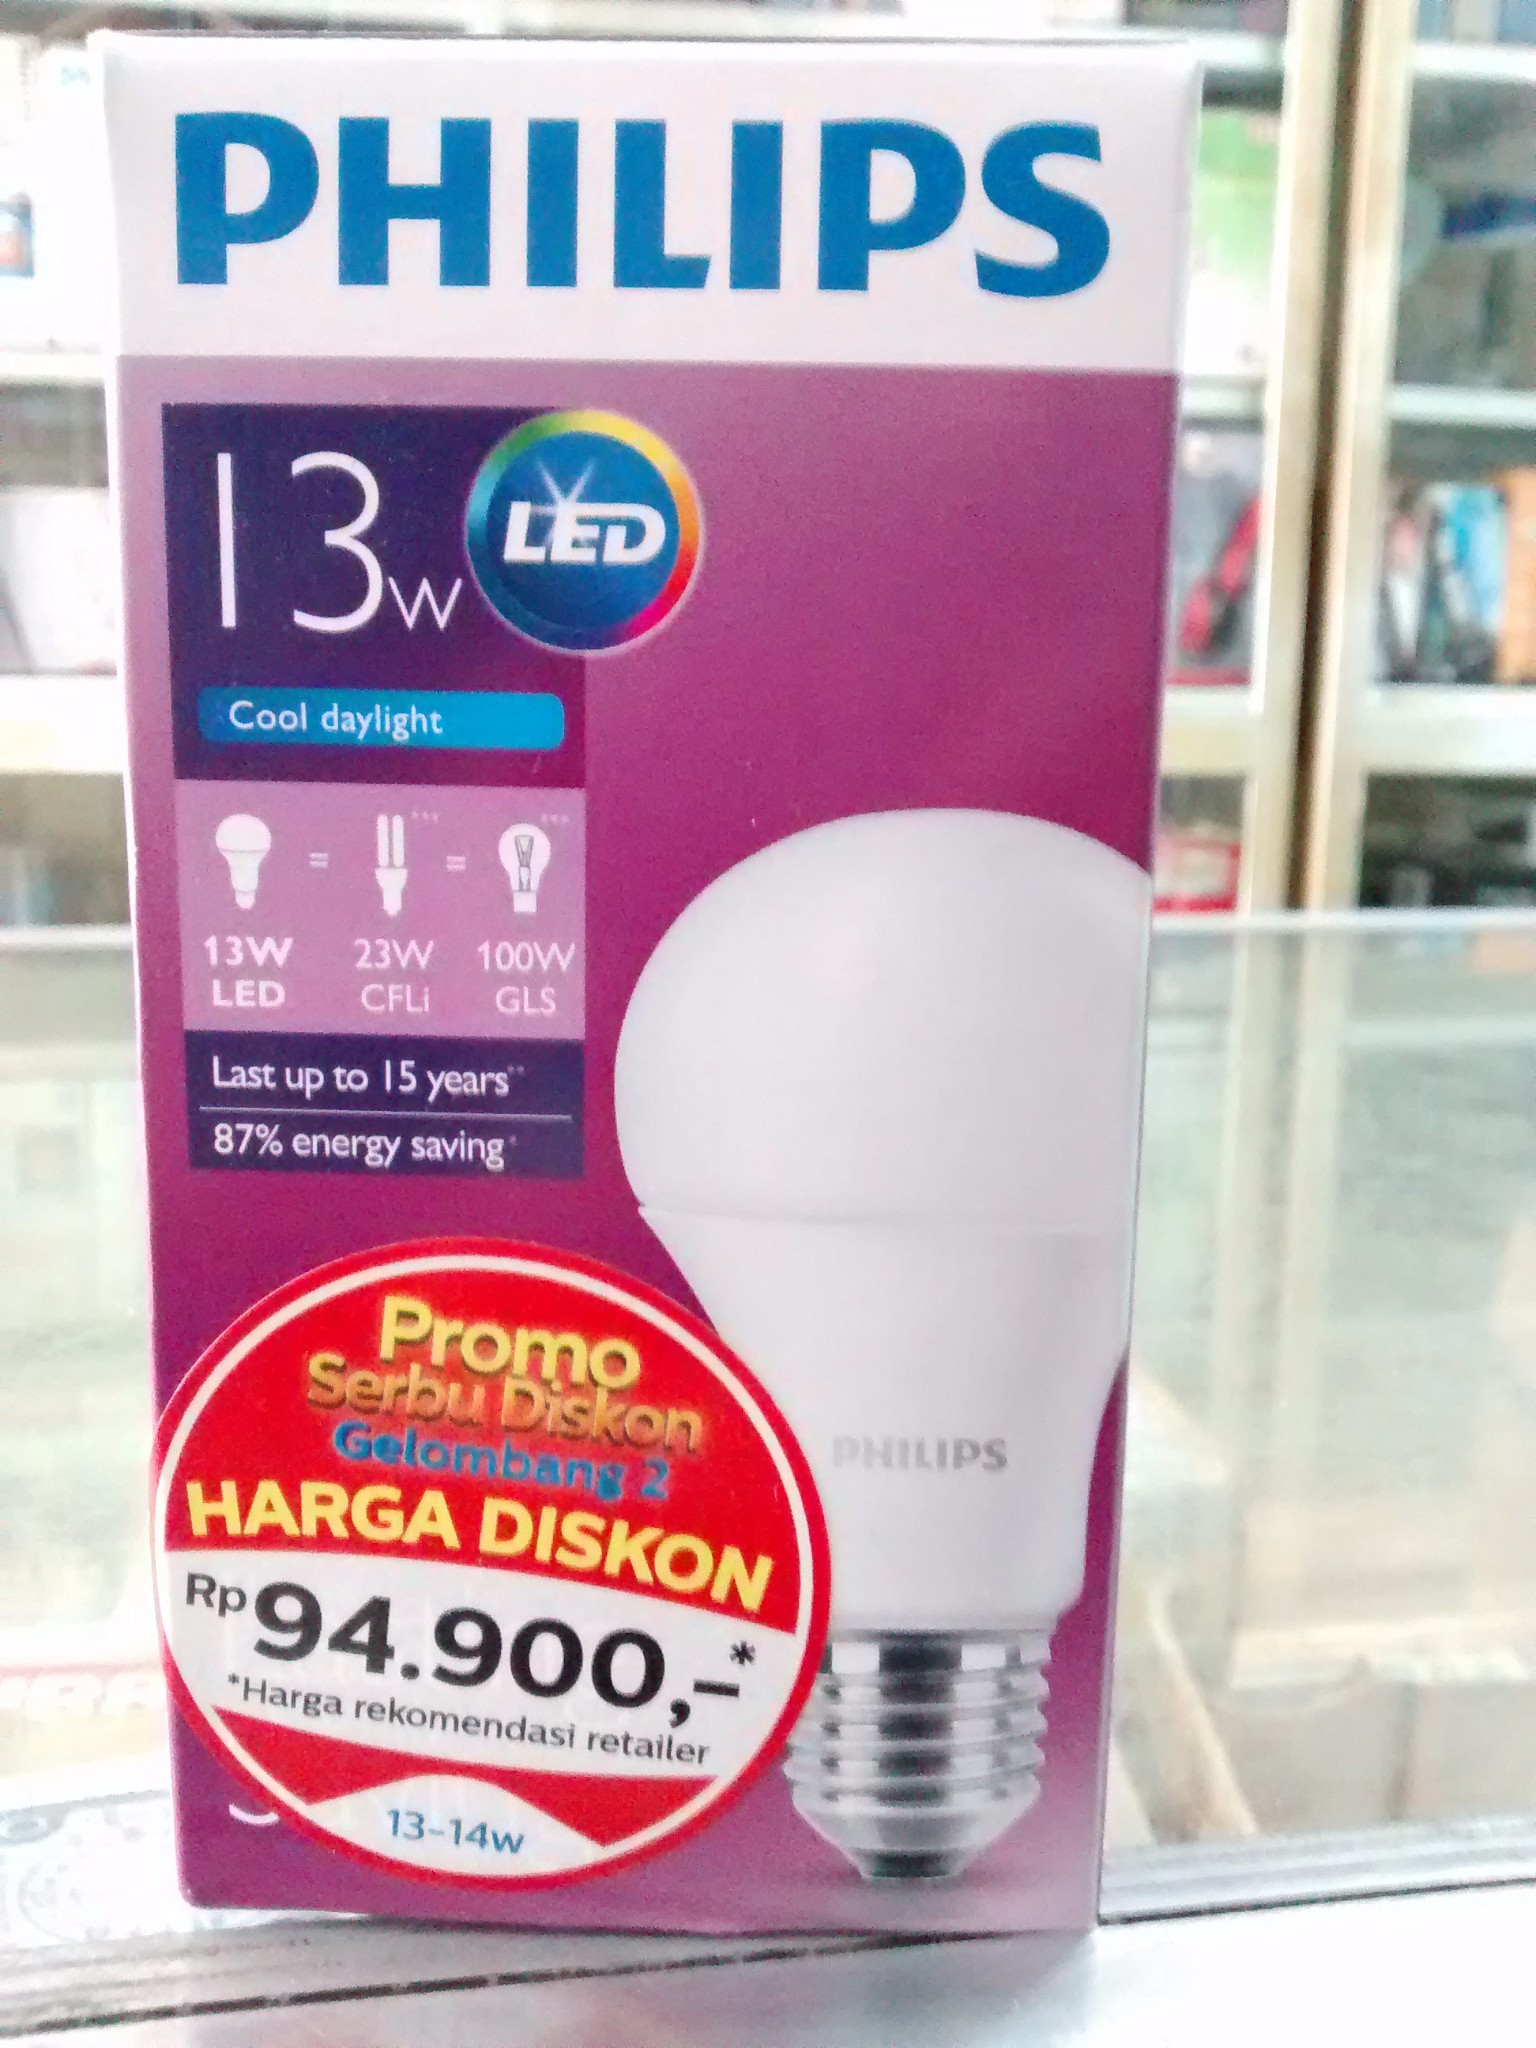 PHILIPS
13W
LED
Cool daylight
= =
13W 23W 100W
LED CFLi GLS
Last up to 15 years**
87% energy saving*
Promo
Serbu Diskon
Gelombang 2
HARGA DISKON
Rp94.900,-*
*Harga rekomendasi retailer
13-14w
PHILIPS